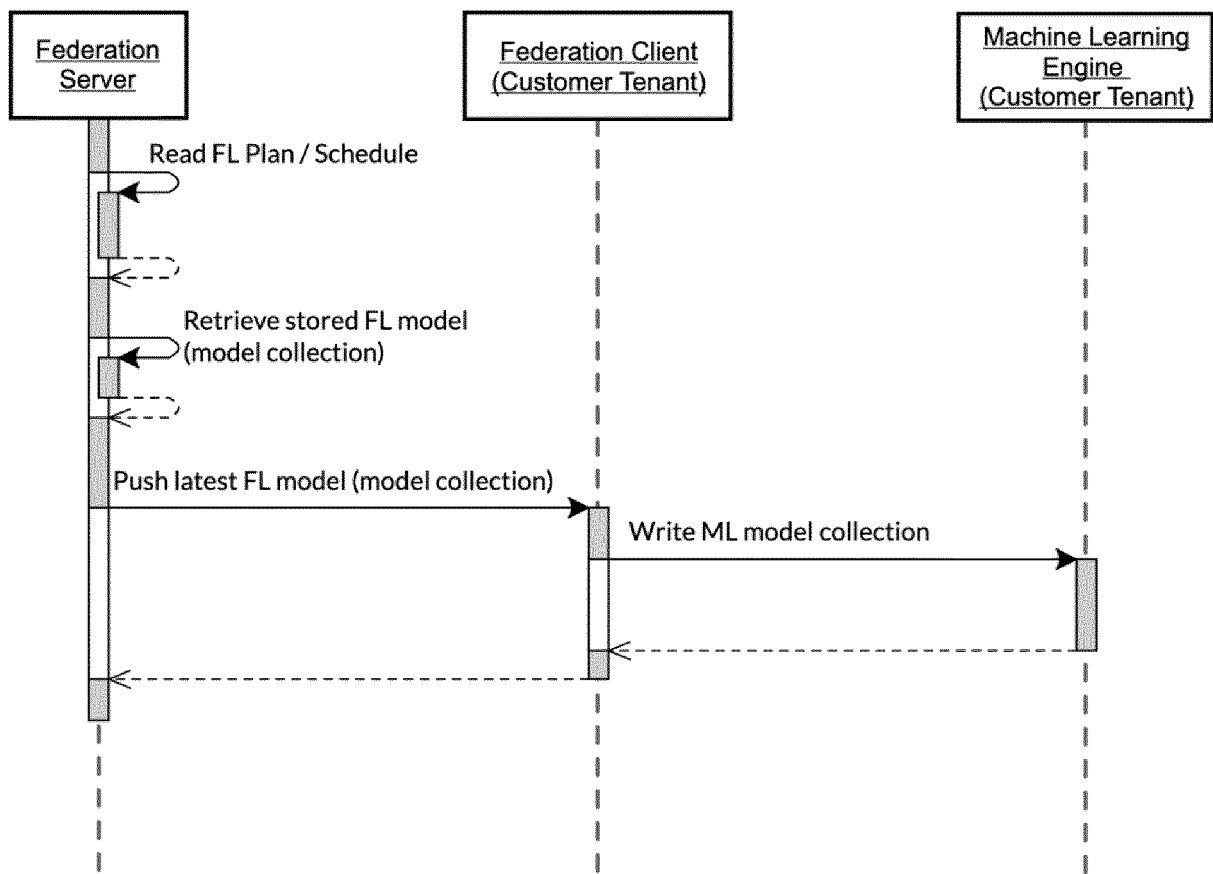 Federation
Server
Federation Client
(Customer Tenant)
Machine Learning
Engine
(Customer Tenant)
Read FL Plan / Schedule
Retrieve stored FL model
(model collection)
Push latest FL model (model collection)
Write ML model collection